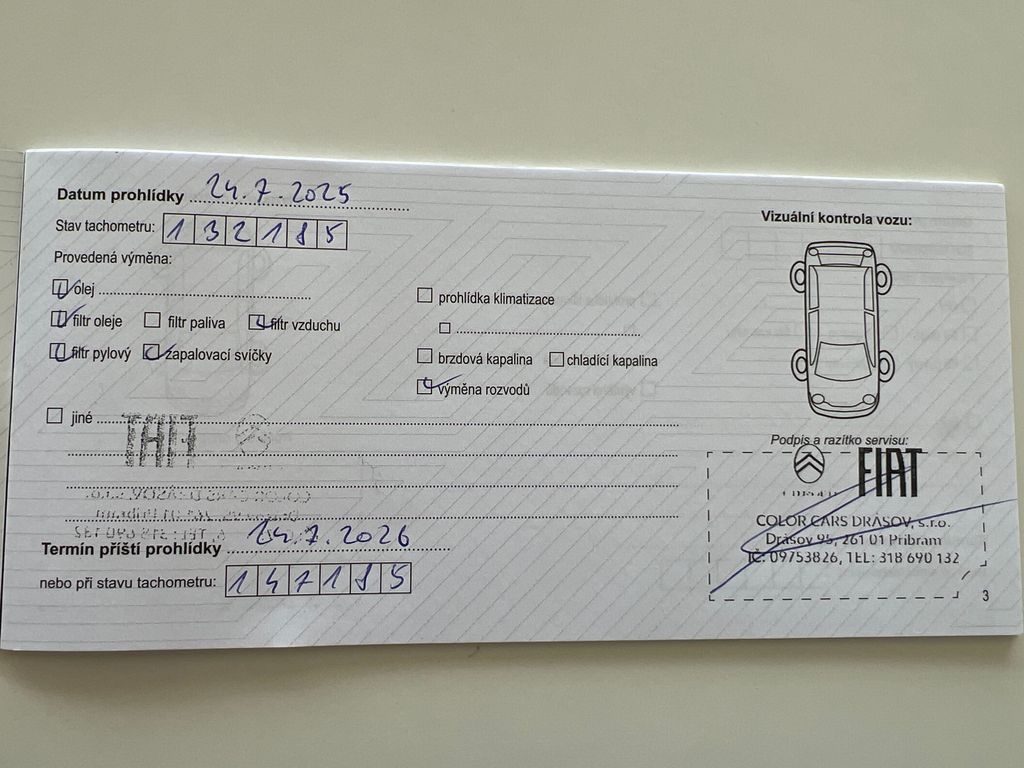 Datum prohlídky 24.7.2025
Stav tachometru: 132185
Provedená výměna:
olej
filtr oleje filtr paliva filtr vzduchu
filtr pylový zapalovací svíčky
prohlídka klimatizace
brzdová kapalina chladící kapalina
výměna rozvodů
jiné
Termín příští prohlídky 24.7.2026
nebo při stavu tachometru: 147185
Vizuální kontrola vozu:
Podpis a razítko servisu:
FIAT
COLOR CARS DRÁSOV, s.r.o.
Drásov 95, 261 01 Příbram
IČ: 09753826, TEL: 318 690 132
3